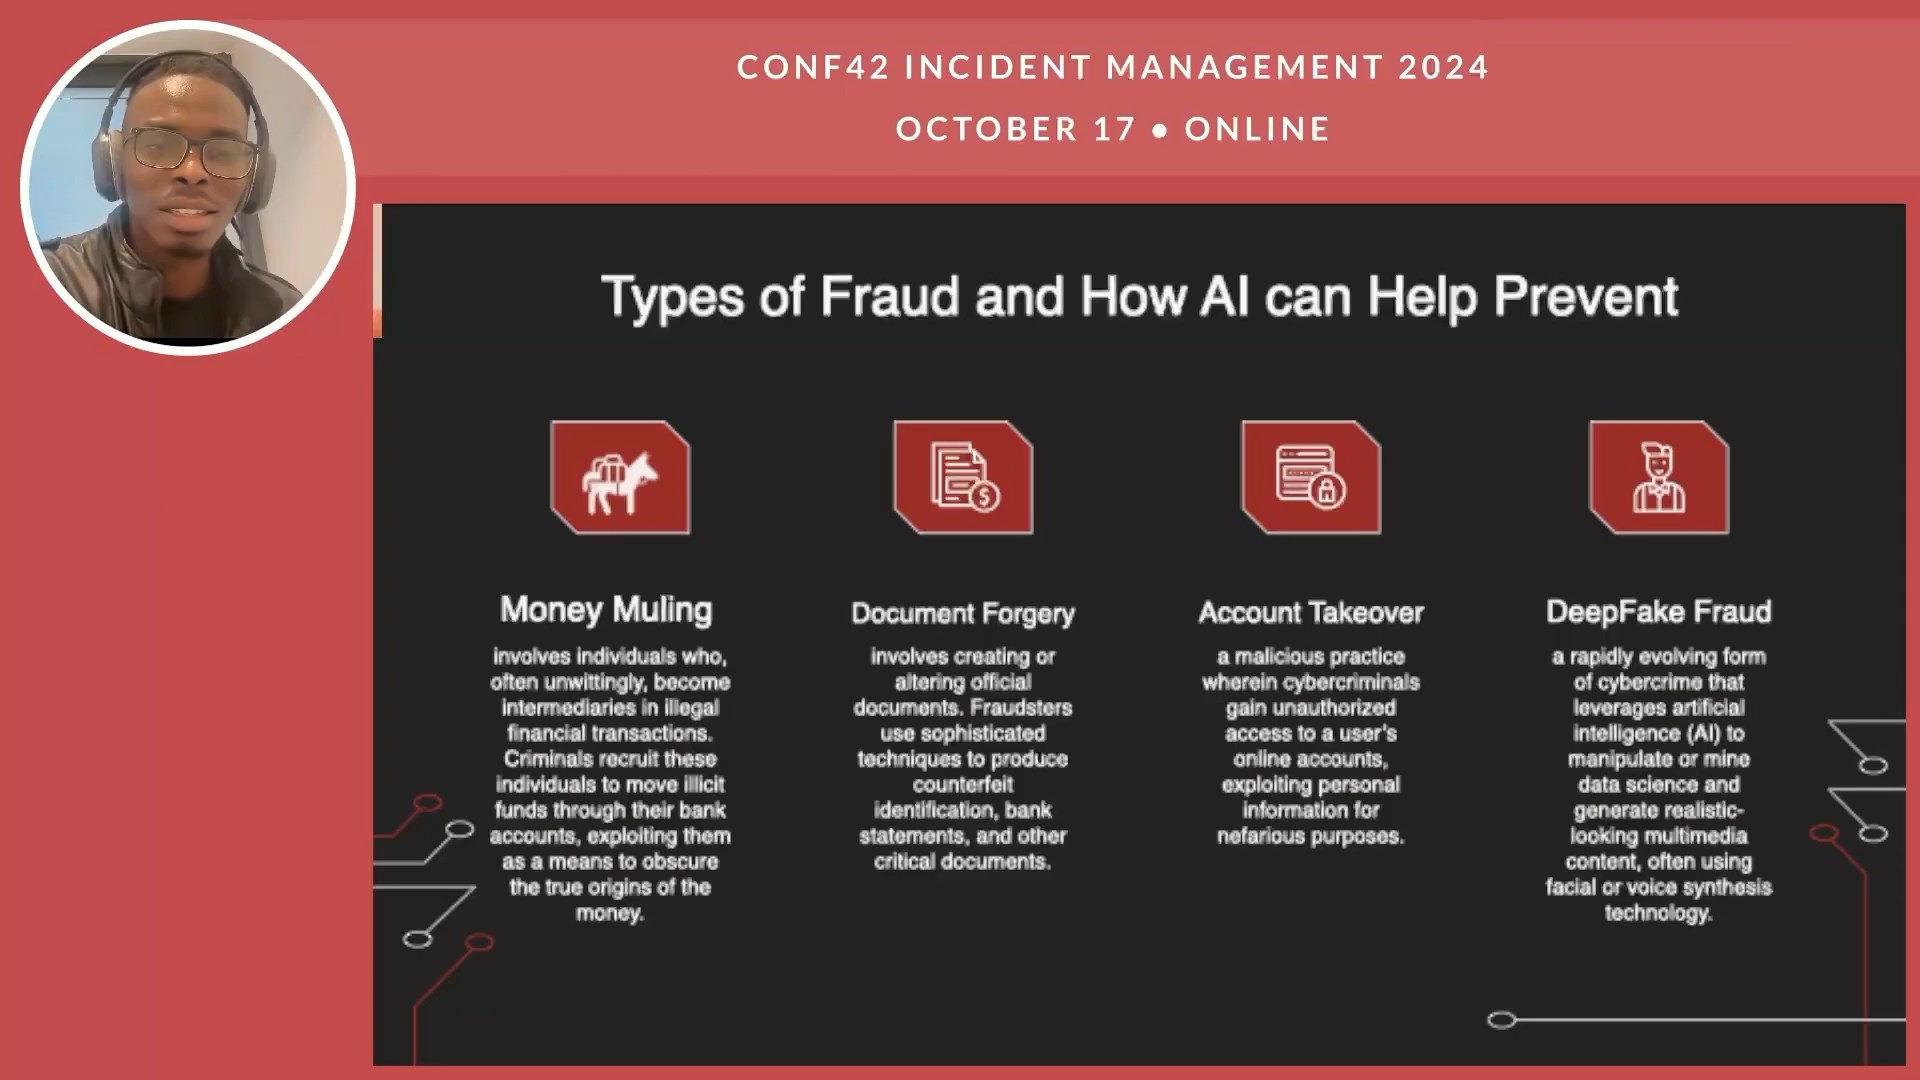 CONF42 INCIDENT MANAGEMENT 2024
OCTOBER 17 • ONLINE
Types of Fraud and How AI can Help Prevent
Money Muling
involves individuals who,
often unwittingly, become
intermediaries in illegal
financial transactions.
Criminals recruit these
individuals to move illicit
funds through their bank
accounts, exploiting them
as a means to obscure
the true origins of the
money.
Document Forgery
involves creating or
altering official
documents. Fraudsters
use sophisticated
techniques to produce
counterfeit
identification, bank
statements, and other
critical documents.
Account Takeover
a malicious practice
wherein cybercriminals
gain unauthorized
access to a user's
online accounts,
exploiting personal
information for
nefarious purposes.
DeepFake Fraud
a rapidly evolving form
of cybercrime that
leverages artificial
intelligence (AI) to
manipulate or mine
data science and
generate realistic-
looking multimedia
content, often using
facial or voice synthesis
technology.